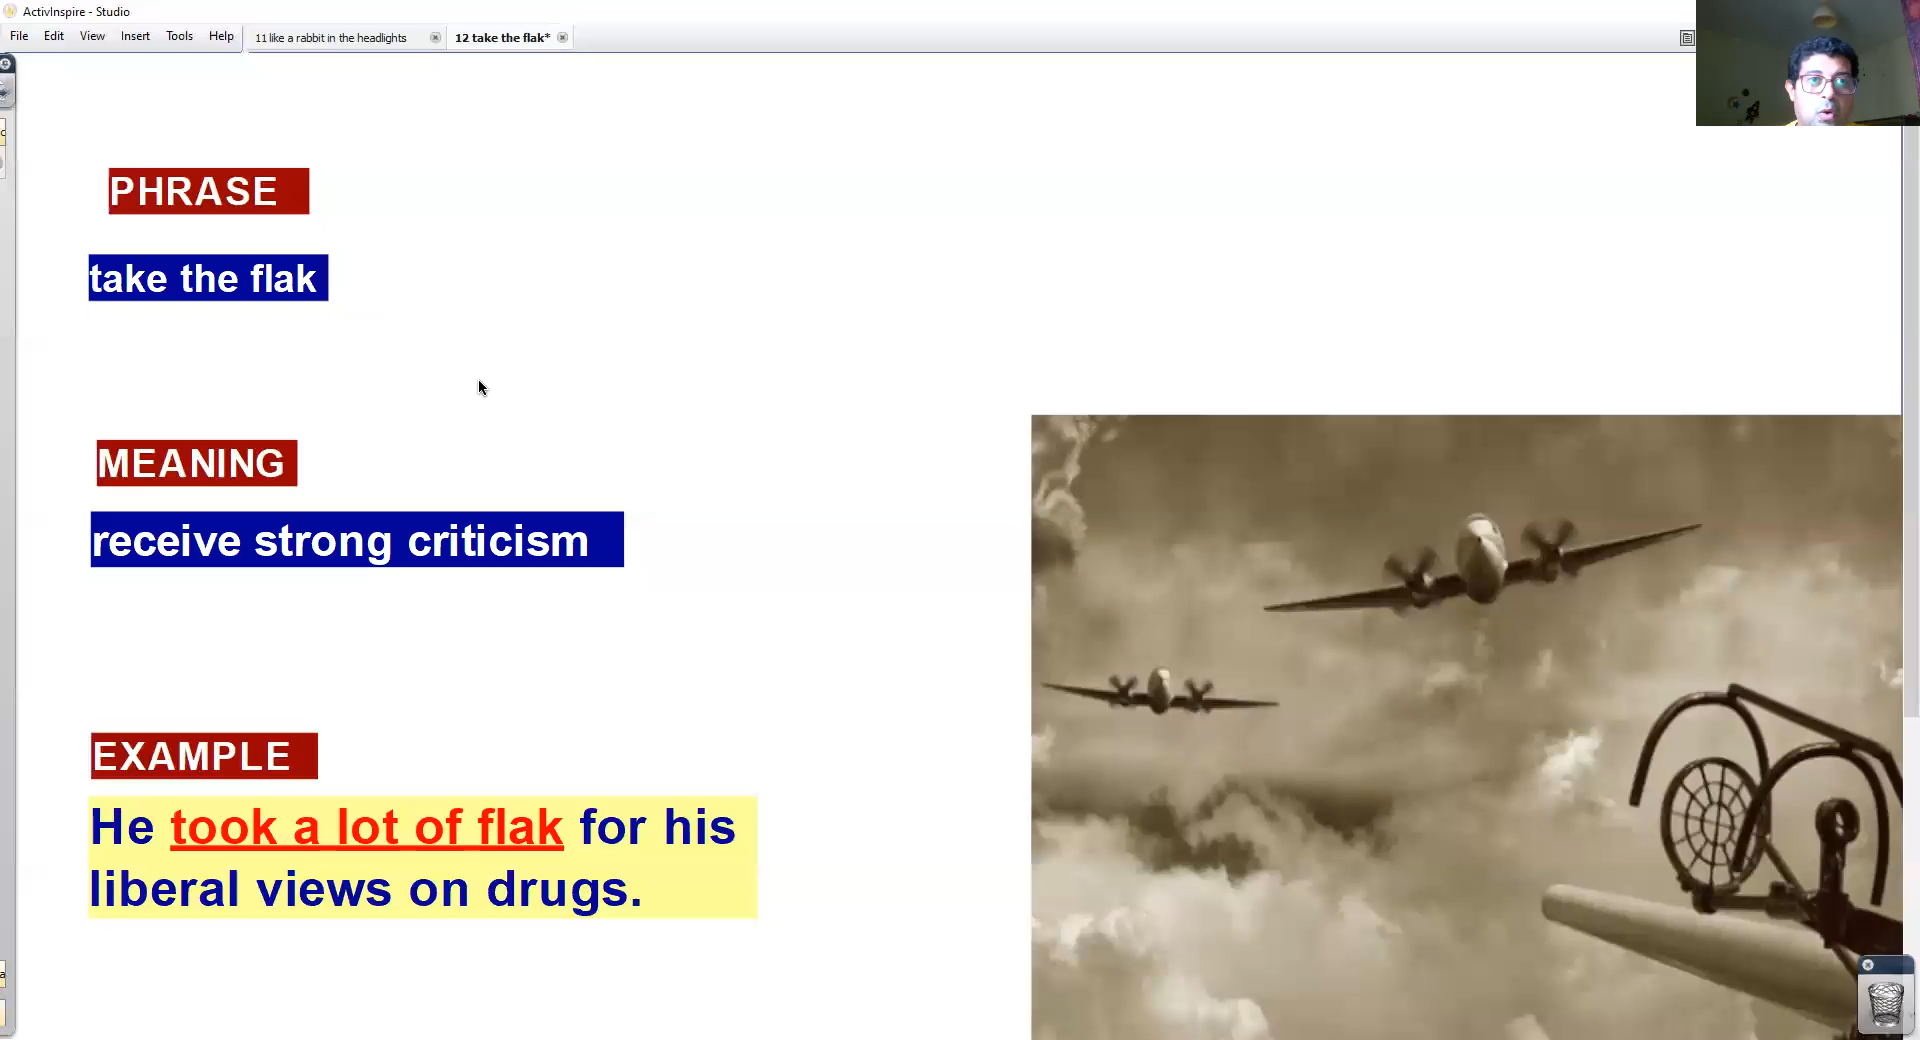 ActivInspire - Studio
File Edit View Insert Tools Help
11 like a rabbit in the headlights
12 take the flak*
PHRASE
take the flak
MEANING
receive strong criticism
EXAMPLE
He took a lot of flak for his
liberal views on drugs.